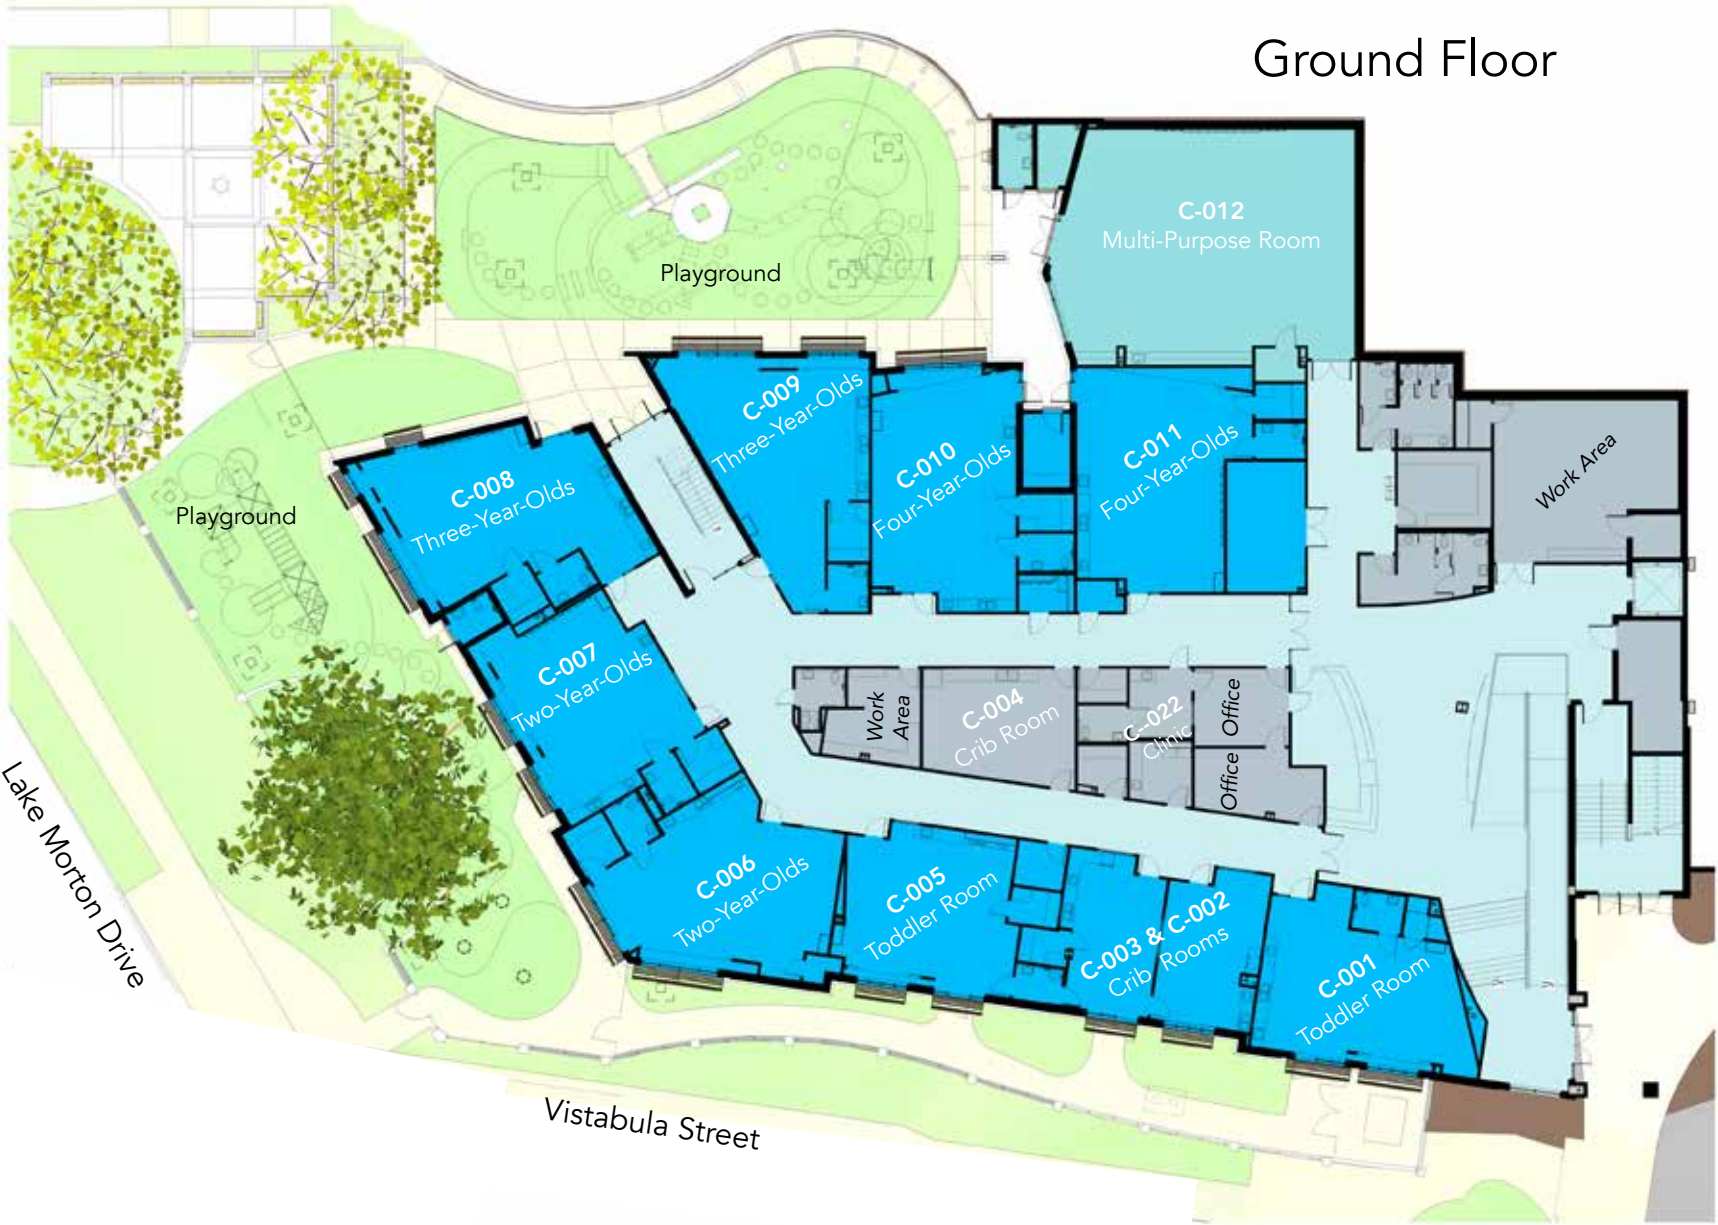 Ground Floor
C-012
Multi-Purpose Room
Playground
C-009
Three-Year-Olds
C-010
Four-Year-Olds
C-011
Four-Year-Olds
Work Area
C-008
Three-Year-Olds
Playground
C-007
Two-Year-Olds
Work
Area
C-004
Crib Room
C-022
Clinic
Office
Office
C-006
Two-Year-Olds
C-005
Toddler Room
C-003 & C-002
Crib Rooms
C-001
Toddler Room
Lake Morton Drive
Vistabula Street